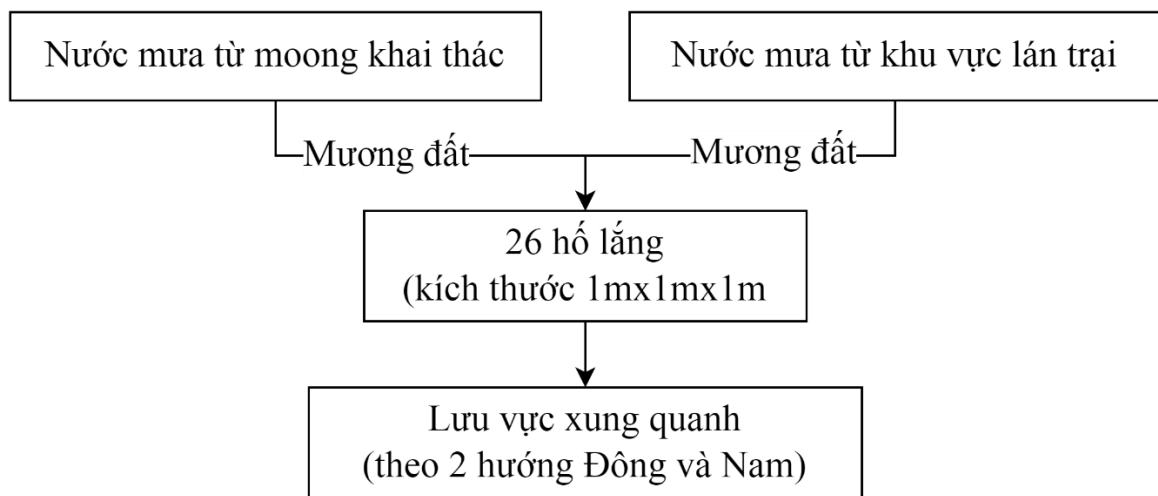 Nước mưa từ moong khai thác
Nước mưa từ khu vực lán trại
Mương đất
Mương đất
26 hố lắng
(kích thước 1mx1mx1m
Lưu vực xung quanh
(theo 2 hướng Đông và Nam)